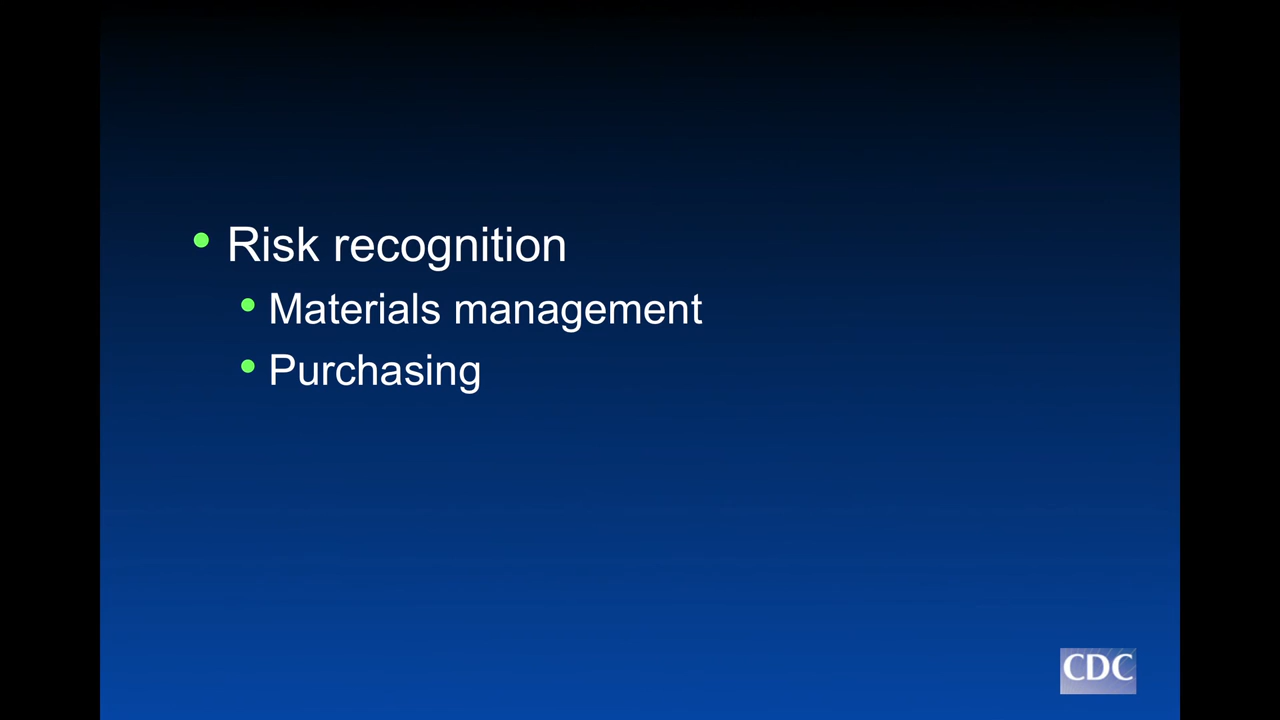 Risk recognition
Materials management
Purchasing
CDC